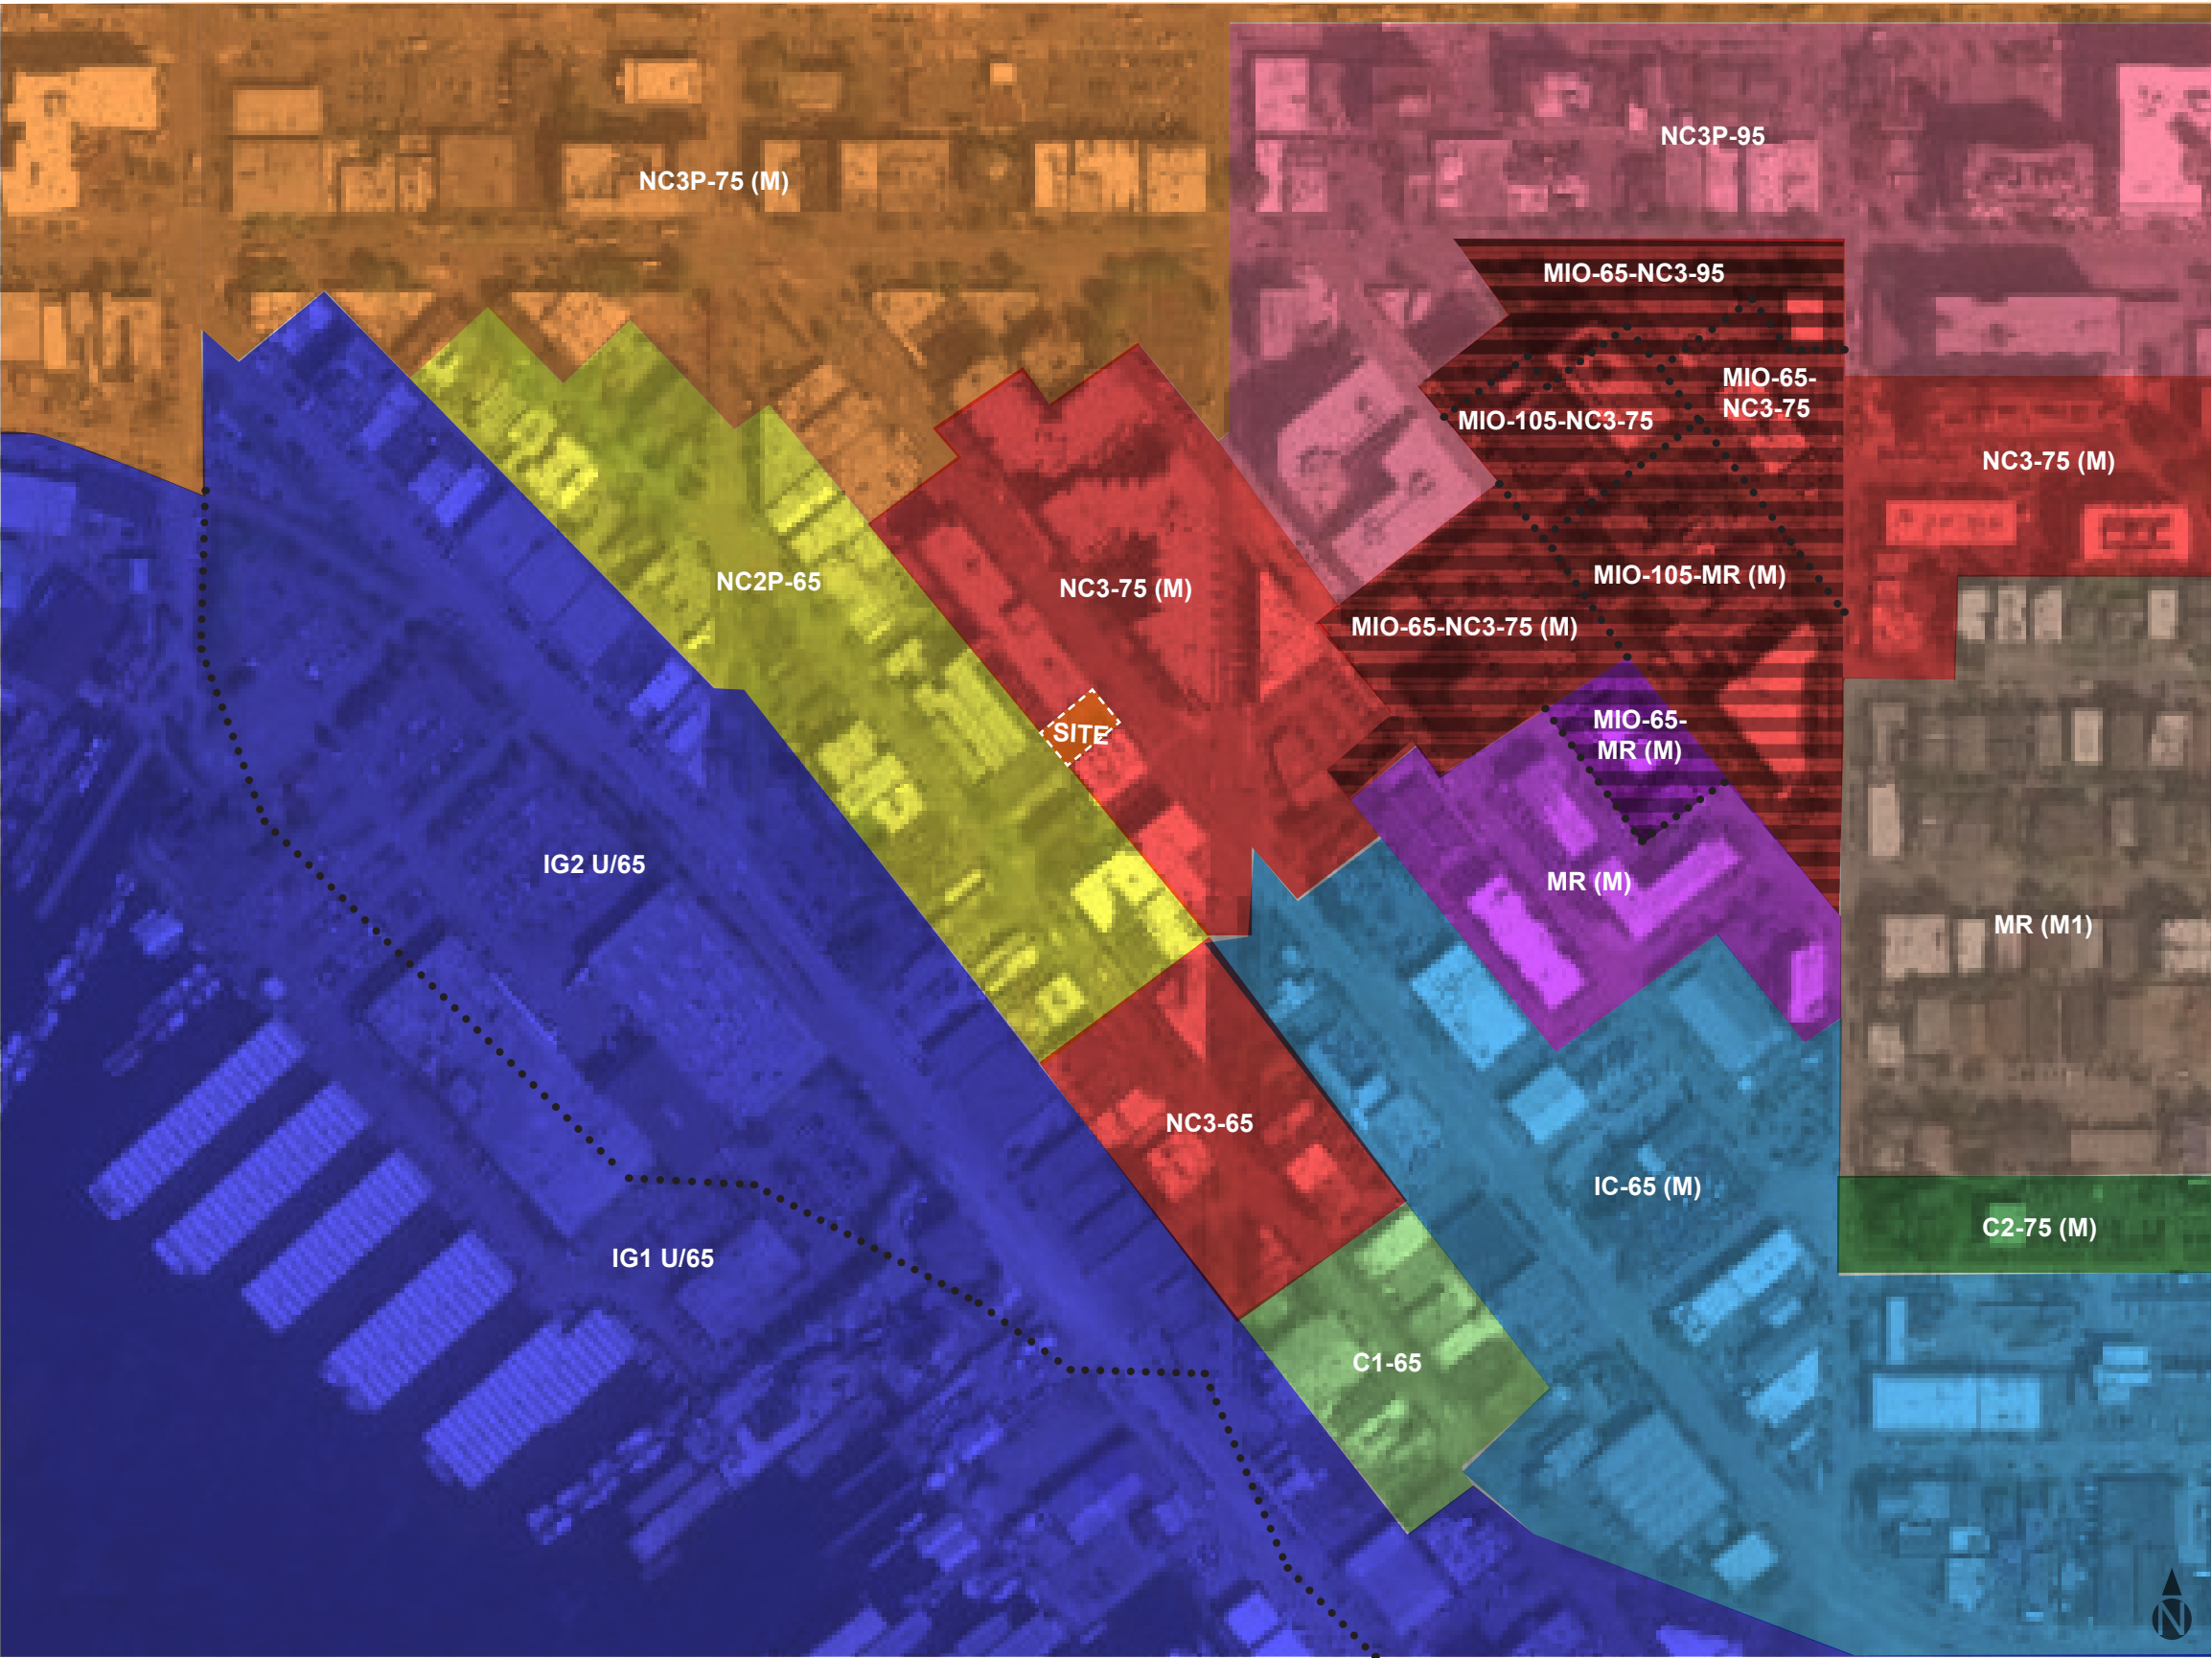 NC3P-95
NC3P-75 (M)
MIO-65-NC3-95
MIO-65-
NC3-75
MIO-105-NC3-75
NC3-75 (M)
MIO-105-MR (M)
NC2P-65
NC3-75 (M)
MIO-65-NC3-75 (M)
SITE
MIO-65-
MR (M)
IG2 U/65
MR (M)
MR (M1)
NC3-65
IC-65 (M)
C2-75 (M)
IG1 U/65
C1-65
N